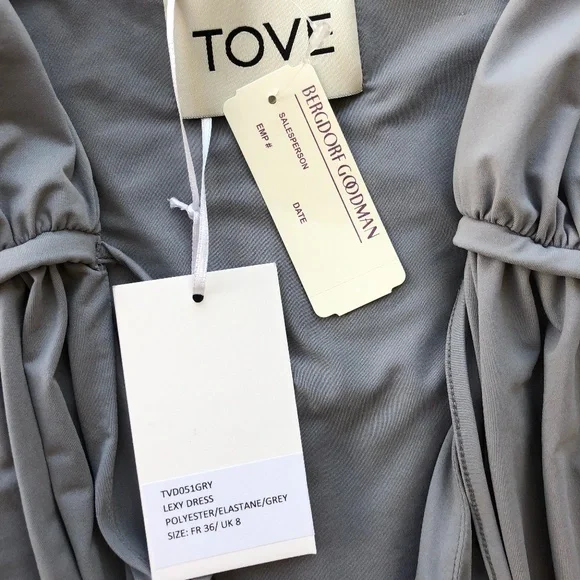 TOVE
BERGDORF GOODMAN
SALESPERSON
DATE
EMP #
TVD051GRY
LEXY DRESS
POLYESTER/ELASTANE/GREY
SIZE: FR 36/ UK 8